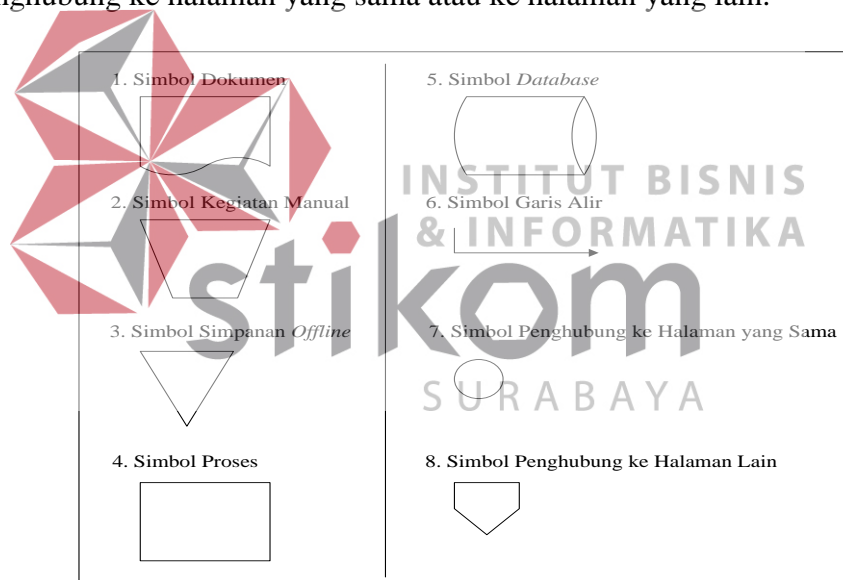 nghubung ke halaman yang sama atau ke halaman yang lain.
1. Simbol Dokumen
2. Simbol Kegiatan Manual
3. Simbol Simpanan Offline
4. Simbol Proses
5. Simbol Database
6. Simbol Garis Alir
7. Simbol Penghubung ke Halaman yang Sama
8. Simbol Penghubung ke Halaman Lain
INSTITUT BISNIS
& INFORMATIKA
stikom
SURABAYA